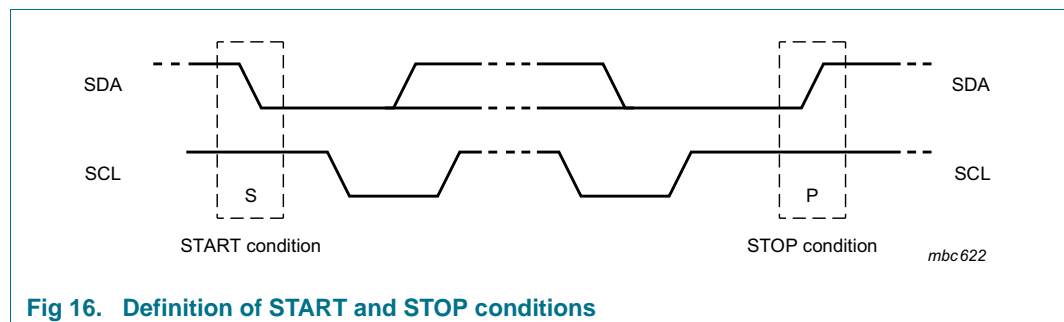 SDA SDA
SCL SCL
S P
START condition STOP condition
mbc622
Fig 16. Definition of START and STOP conditions